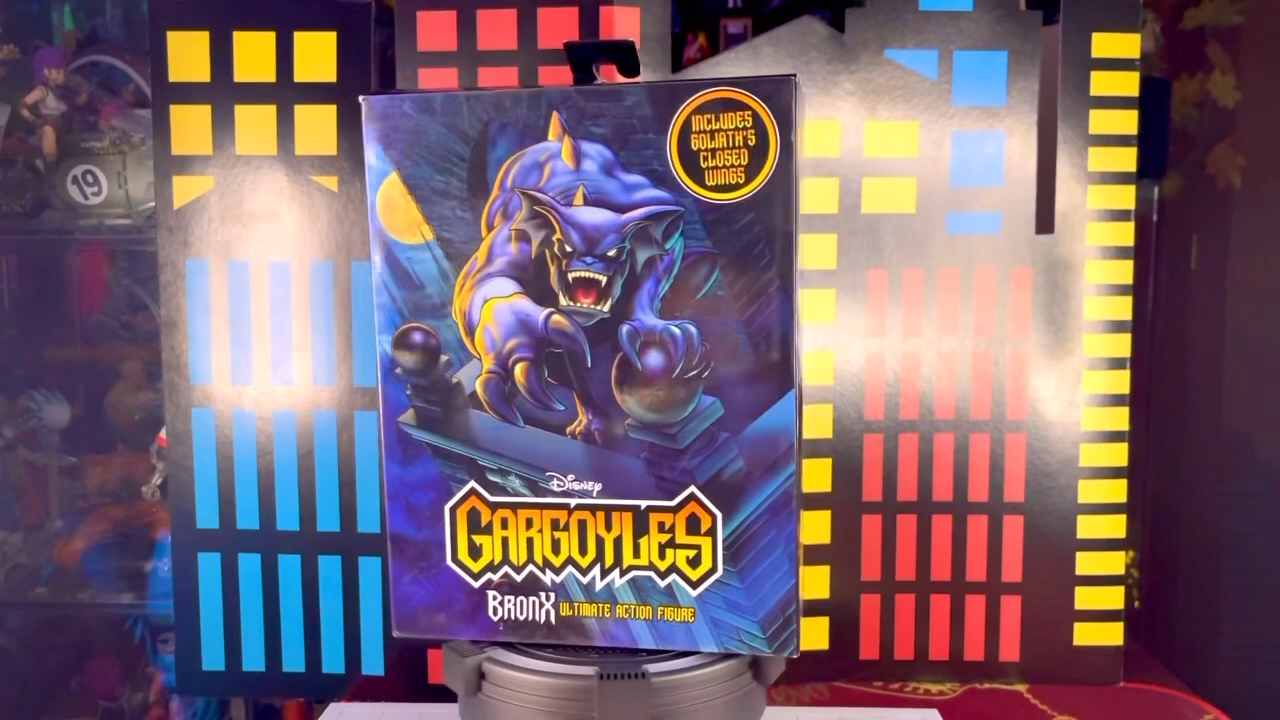 19
INCLUDES
GOLIATH'S
CLOSED
WINGS
Disney
GARGOYLES
BRONX ULTIMATE ACTION FIGURE